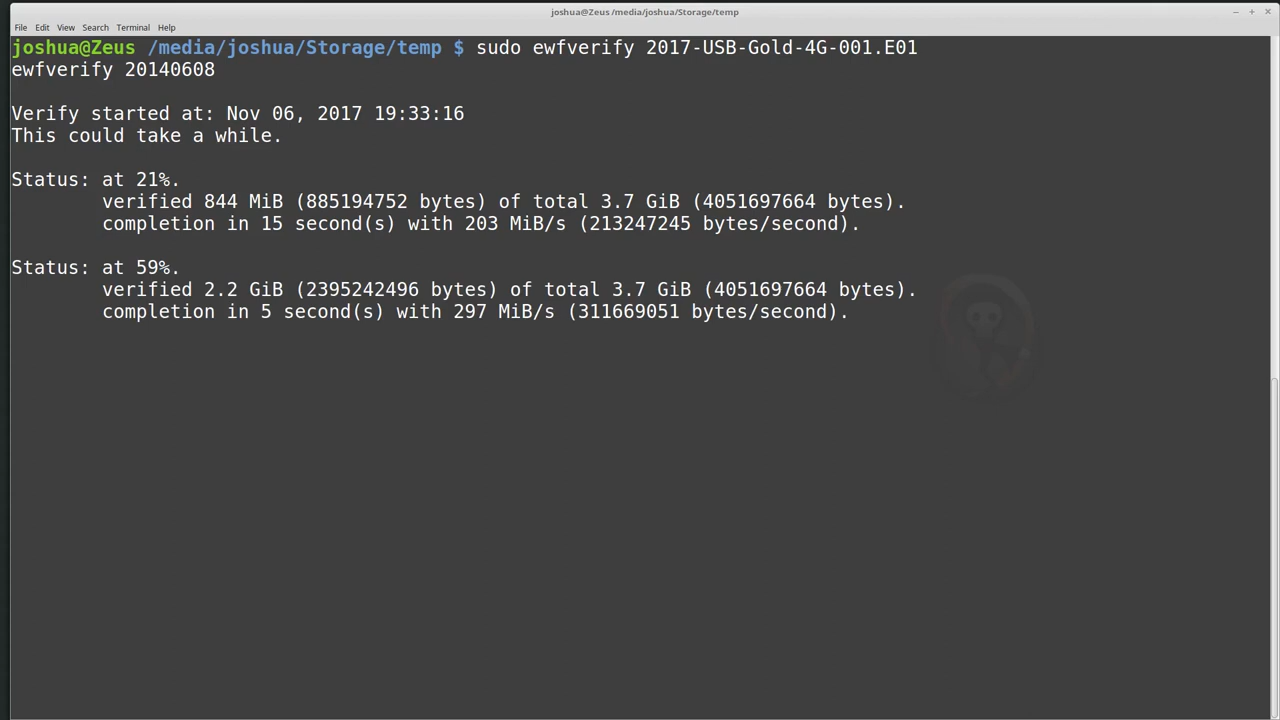 joshua@Zeus:/media/joshua/Storage/temp
File Edit View Search Terminal Help
joshua@Zeus /media/joshua/Storage/temp $ sudo ewfverify 2017-USB-Gold-4G-001.E01
ewfverify 20140608
Verify started at: Nov 06, 2017 19:33:16
This could take a while.
Status: at 21%.
verified 844 MiB (885194752 bytes) of total 3.7 GiB (4051697664 bytes).
completion in 15 second(s) with 203 MiB/s (213247245 bytes/second).
Status: at 59%.
verified 2.2 GiB (2395242496 bytes) of total 3.7 GiB (4051697664 bytes).
completion in 5 second(s) with 297 MiB/s (311669051 bytes/second).